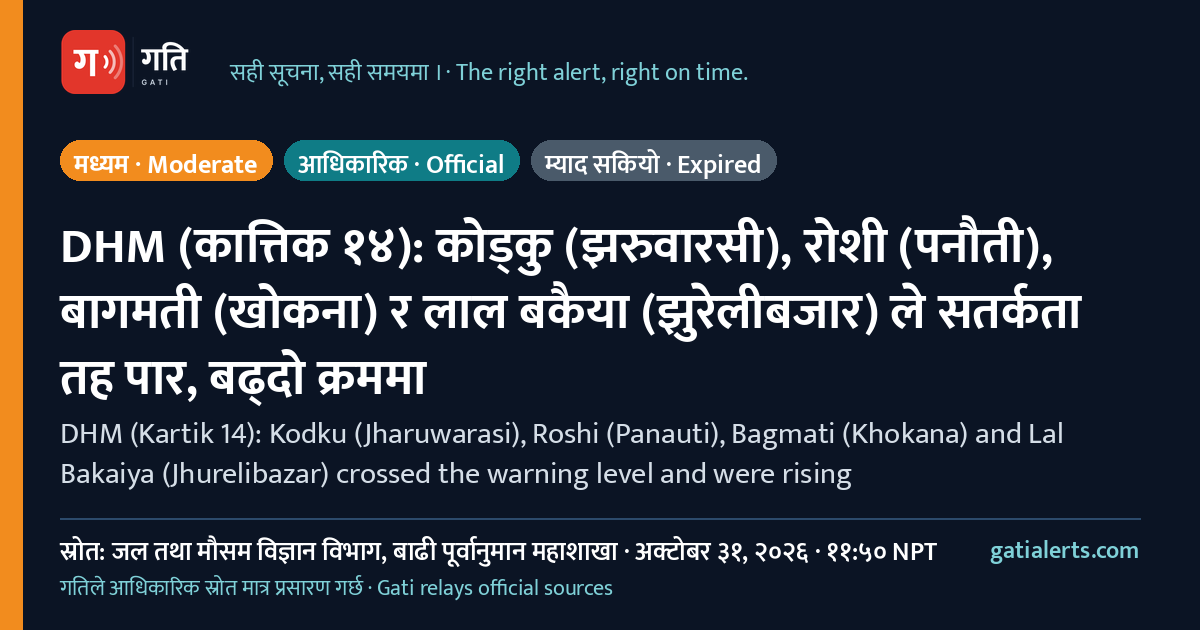 ग गति
GATI
सही सूचना, सही समयमा । · The right alert, right on time.
मध्यम · Moderate
आधिकारिक · Official
म्याद सकियो · Expired
DHM (कात्तिक १४): कोड्कु (झरुवारसी), रोशी (पनौती),
बागमती (खोकना) र लाल बकैया (झुरेलीबजार) ले सतर्कता
तह पार, बढ्दो क्रममा
DHM (Kartik 14): Kodku (Jharuwarasi), Roshi (Panauti), Bagmati (Khokana) and Lal
Bakaiya (Jhurelibazar) crossed the warning level and were rising
स्रोत: जल तथा मौसम विज्ञान विभाग, बाढी पूर्वानुमान महाशाखा · अक्टोबर ३१, २०२६ · ११:५० NPT
gatialerts.com
गतिले आधिकारिक स्रोत मात्र प्रसारण गर्छ · Gati relays official sources